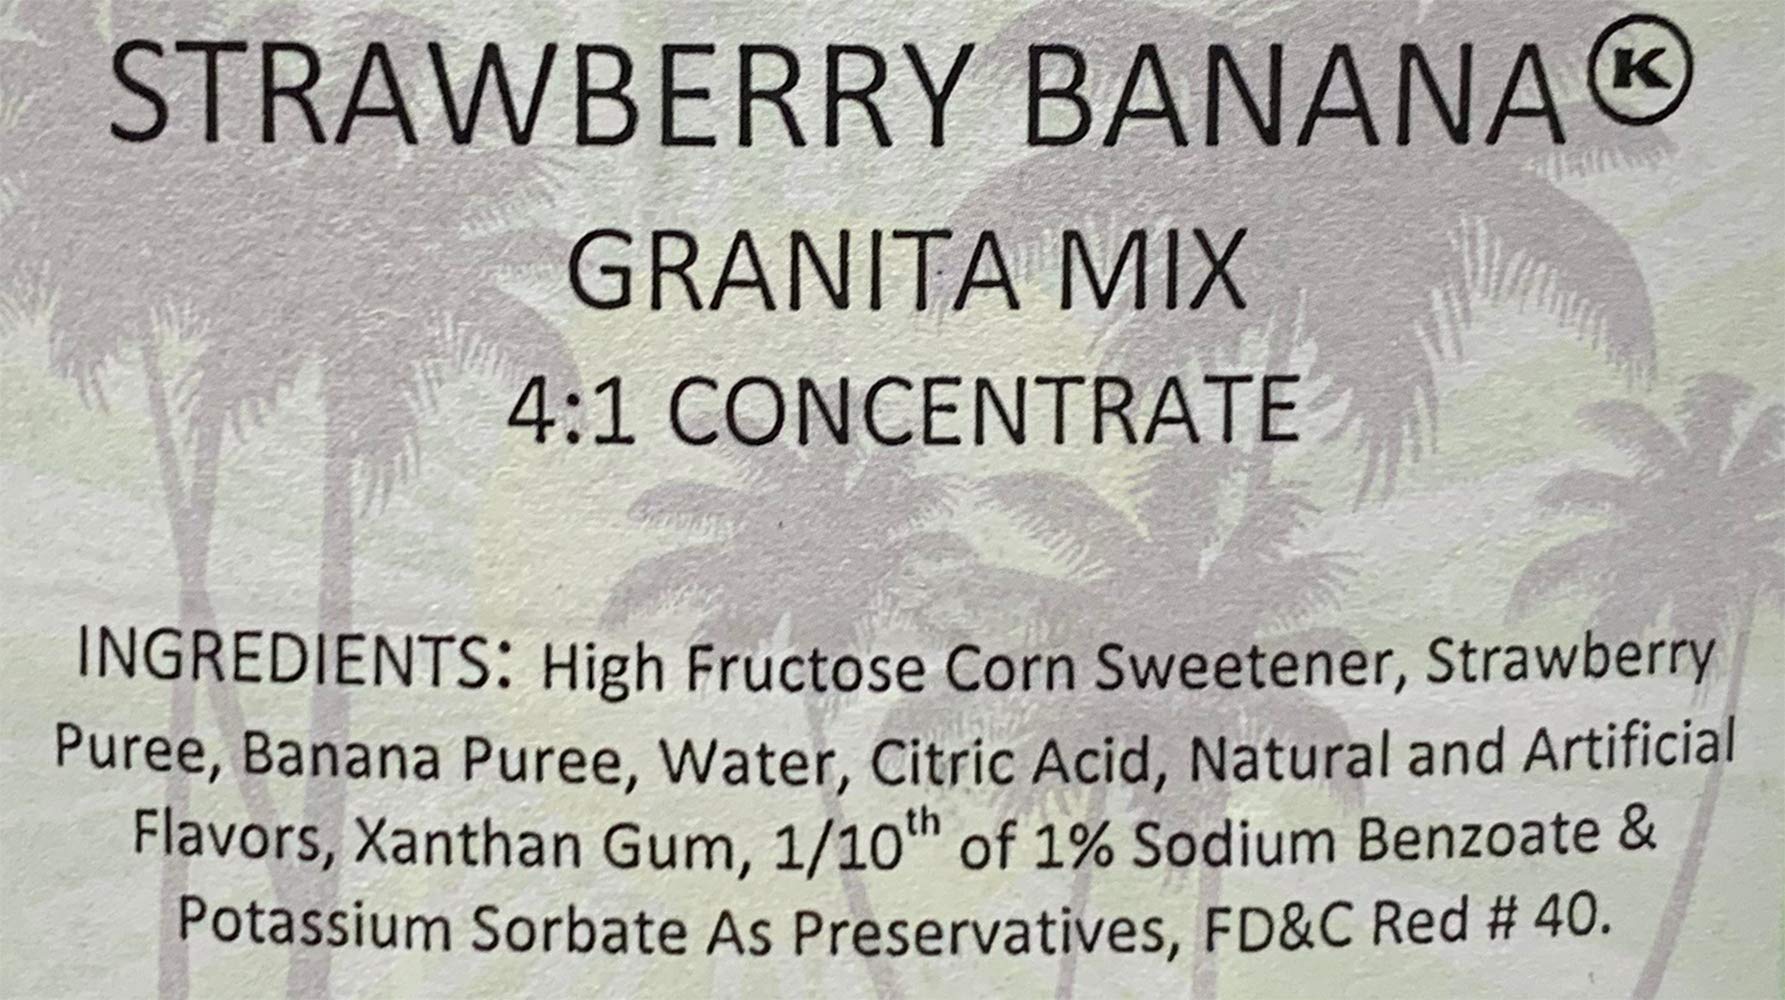 STRAWBERRY BANANA K
GRANITA MIX
4:1 CONCENTRATE
INGREDIENTS: High Fructose Corn Sweetener, Strawberry
Puree, Banana Puree, Water, Citric Acid, Natural and Artificial
Flavors, Xanthan Gum, 1/10th of 1% Sodium Benzoate &
Potassium Sorbate As Preservatives, FD&C Red # 40.